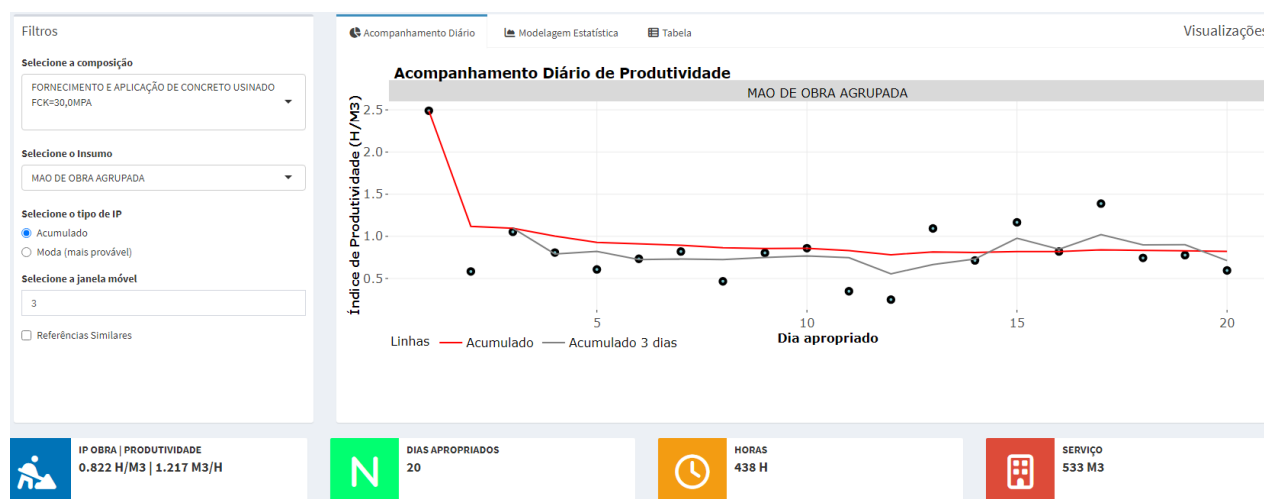 Filtros
Selecione a composição
FORNECIMENTO E APLICAÇÃO DE CONCRETO USINADO
FCK=30,0MPA
Selecione o Insumo
MAO DE OBRA AGRUPADA
Selecione o tipo de IP
Acumulado
Moda (mais provável)
Selecione a janela móvel
3
Referências Similares
Acompanhamento Diário
Modelagem Estatística
Tabela
Visualizações
Acompanhamento Diário de Produtividade
MAO DE OBRA AGRUPADA
Índice de Produtividade (H/M3)
2.5
2.0
1.5
1.0
0.5
5
10
15
20
Dia apropriado
Linhas
Acumulado
Acumulado 3 dias
IP OBRA | PRODUTIVIDADE
0.822 H/M3 | 1.217 M3/H
N
DIAS APROPRIADOS
20
HORAS
438 H
SERVIÇO
533 M3